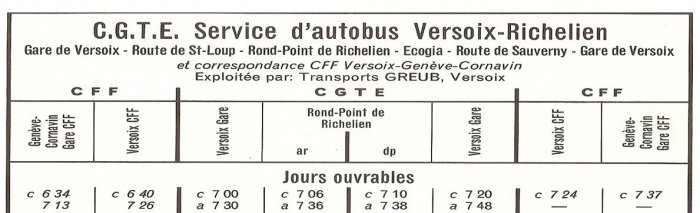 C.G.T.E. Service d'autobus Versoix-Richelien
Gare de Versoix - Route de St-Loup - Rond-Point de Richelien - Ecogia - Route de Sauverny - Gare de Versoix
et correspondance CFF Versoix-Genève-Cornavin
Exploitée par: Transports GREUB, Versoix
CFF CGTE CFF
Genève-Cornavin Gare CFF
Versoix CFF
Versoix Gare
Rond-Point de Richelien
ar dp
Versoix Gare
Versoix CFF
Genève-Cornavin Gare CFF
Jours ouvrables
c 6 34 c 6 40 c 7 00 c 7 06 c 7 10 c 7 20 c 7 24 c 7 37
7 13 7 26 a 7 30 a 7 36 a 7 38 a 7 48 — —